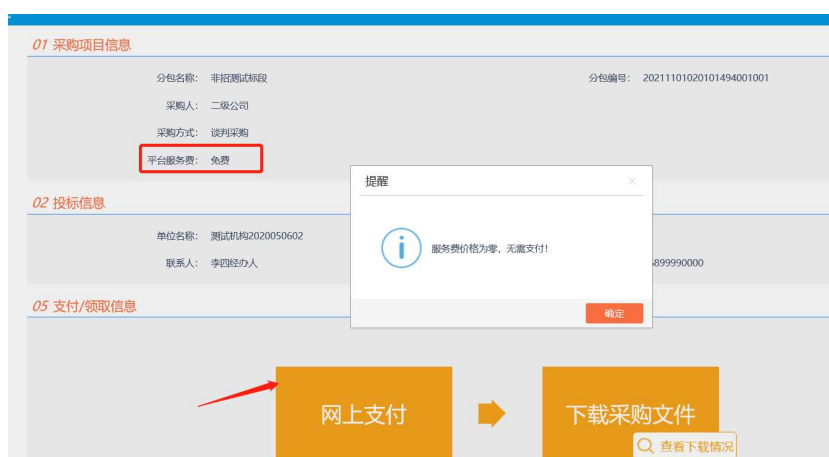 01 采购项目信息
分包名称： 非招测试标段
分包编号： 20211101020101494001001
采购人： 二级公司
采购方式： 谈判采购
平台服务费： 免费
提醒
02 投标信息
单位名称： 测试机构2020050602
服务费价格为零，无需支付！
联系人： 李四经办人
899990000
05 支付/领取信息
确定
网上支付
下载采购文件
查看下载情况